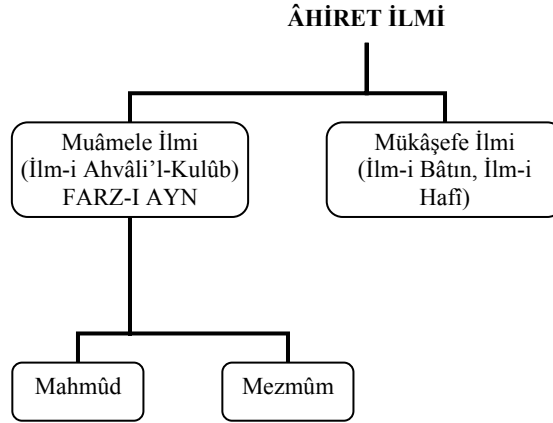 ÂHİRET İLMİ
Muâmele İlmi
(İlm-i Ahvâli’l-Kulûb)
FARZ-I AYN
Mükâşefe İlmi
(İlm-i Bâtın, İlm-i
Hafî)
Mahmûd
Mezmûm